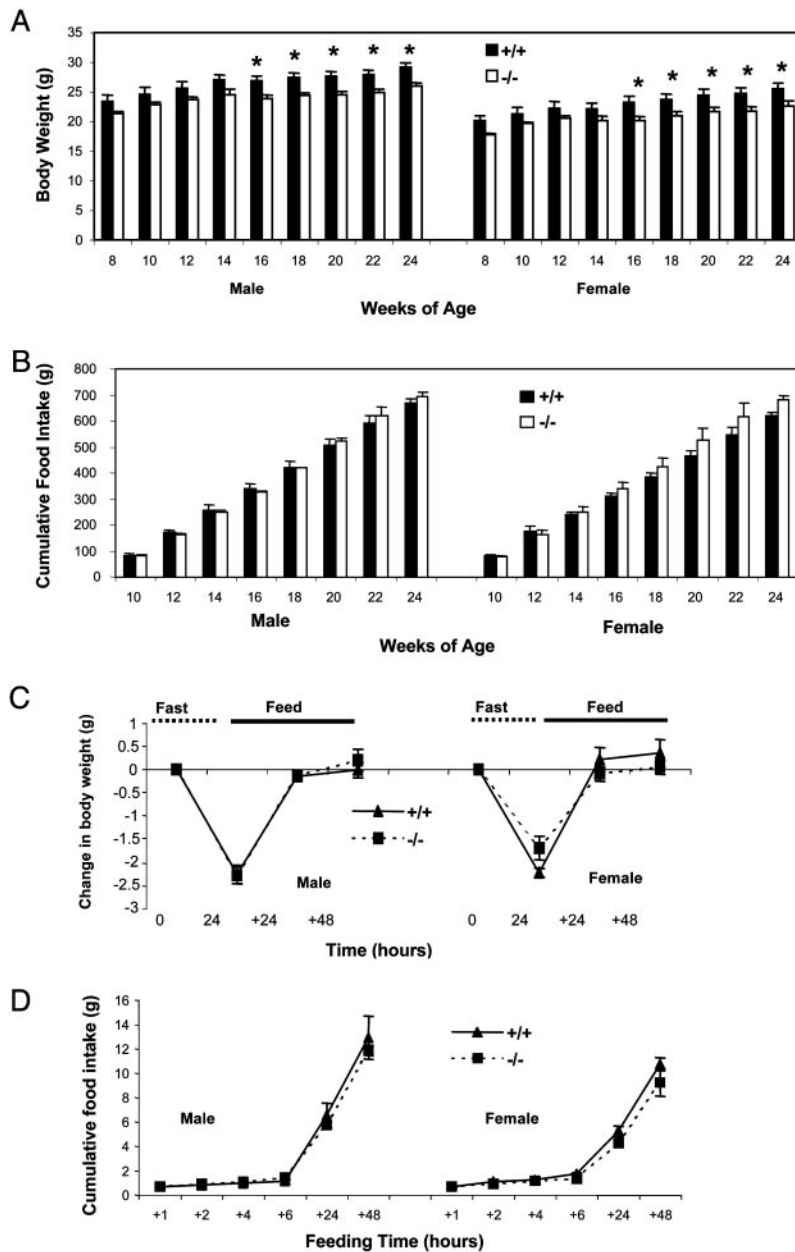 A
35
30
25
20
15
10
5
0
Body Weight (g)
+/+
-/-
* * * * *
* * * * *
8 10 12 14 16 18 20 22 24 8 10 12 14 16 18 20 22 24
Male Female
Weeks of Age
B
800
700
600
500
400
300
200
100
0
Cumulative Food Intake (g)
+/+
-/-
10 12 14 16 18 20 22 24 10 12 14 16 18 20 22 24
Male Female
Weeks of Age
C
Fast Feed Fast Feed
1
0.5
0
-0.5
-1
-1.5
-2
-2.5
-3
Change in body weight (g)
+/+
-/-
Male Female
0 24 +24 +48 0 24 +24 +48
Time (hours)
D
16
14
12
10
8
6
4
2
0
Cumulative food intake (g)
+/+
-/-
Male Female
+1 +2 +4 +6 +24 +48 +1 +2 +4 +6 +24 +48
Feeding Time (hours)